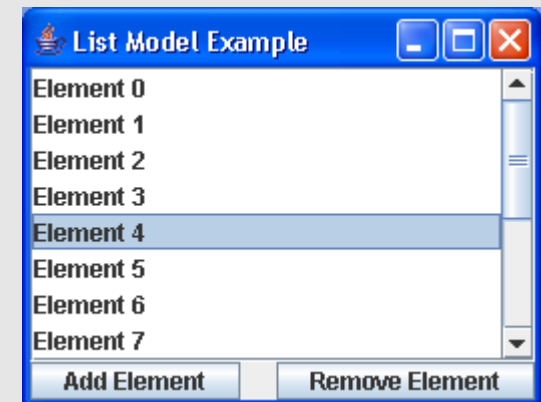 List Model Example
Element 0
Element 1
Element 2
Element 3
Element 4
Element 5
Element 6
Element 7
Add Element Remove Element